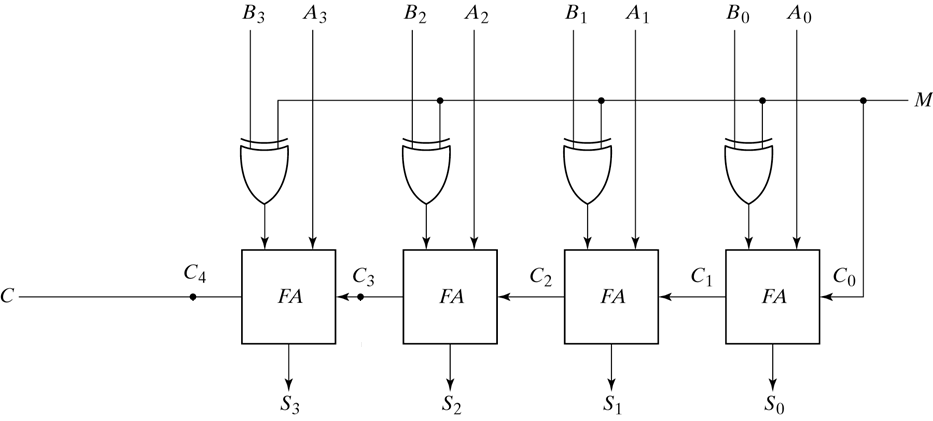 B3 A3 B2 A2 B1 A1 B0 A0
M
C4 C3 C2 C1 C0
C FA FA FA FA
S3 S2 S1 S0